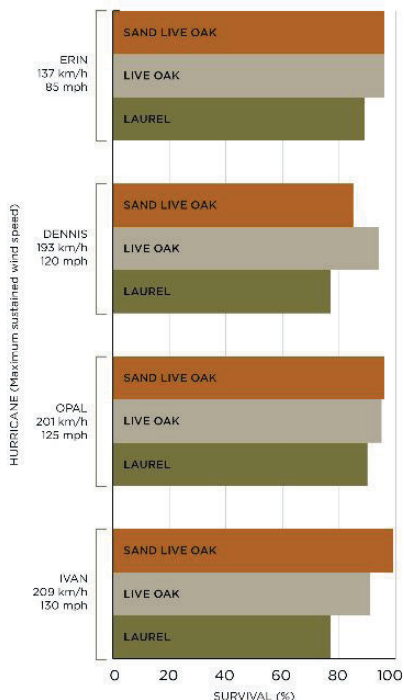 HURRICANE (Maximum sustained wind speed)
ERIN
137 km/h
85 mph
SAND LIVE OAK
LIVE OAK
LAUREL
DENNIS
193 km/h
120 mph
SAND LIVE OAK
LIVE OAK
LAUREL
OPAL
201 km/h
125 mph
SAND LIVE OAK
LIVE OAK
LAUREL
IVAN
209 km/h
130 mph
SAND LIVE OAK
LIVE OAK
LAUREL
0 20 40 60 80 100
SURVIVAL (%)